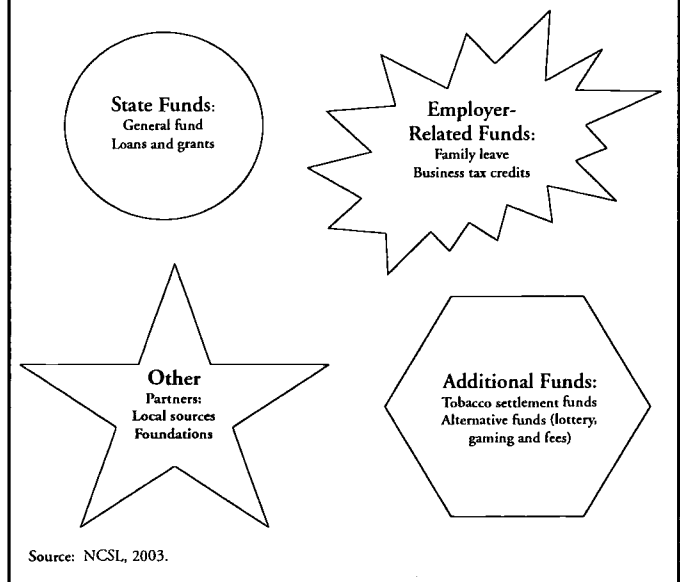 State Funds:
General fund
Loans and grants
Employer-
Related Funds:
Family leave
Business tax credits
Other
Partners:
Local sources
Foundations
Additional Funds:
Tobacco settlement funds
Alternative funds (lottery,
gaming and fees)
Source: NCSL, 2003.